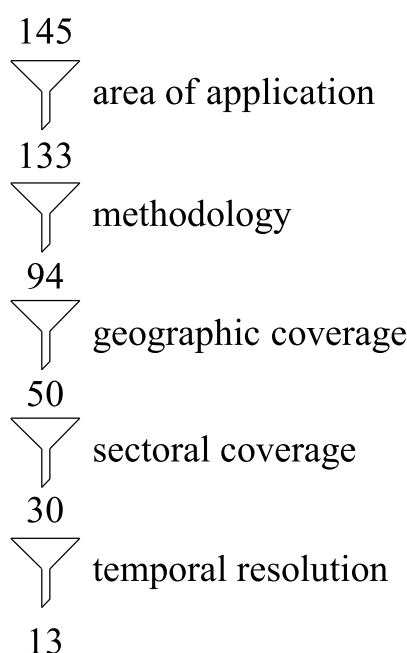 145
area of application
133
methodology
94
geographic coverage
50
sectoral coverage
30
temporal resolution
13